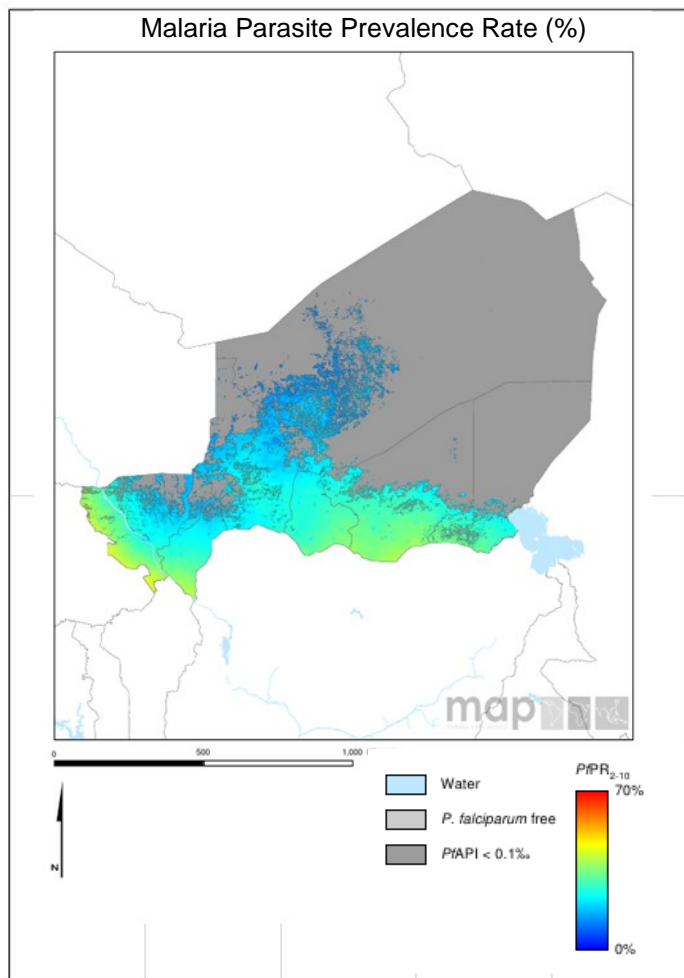 Malaria Parasite Prevalence Rate (%)
map
0 500 1,000
Water
P. falciparum free
PfAPI < 0.1‰
PfPR2-10
70%
0%
N